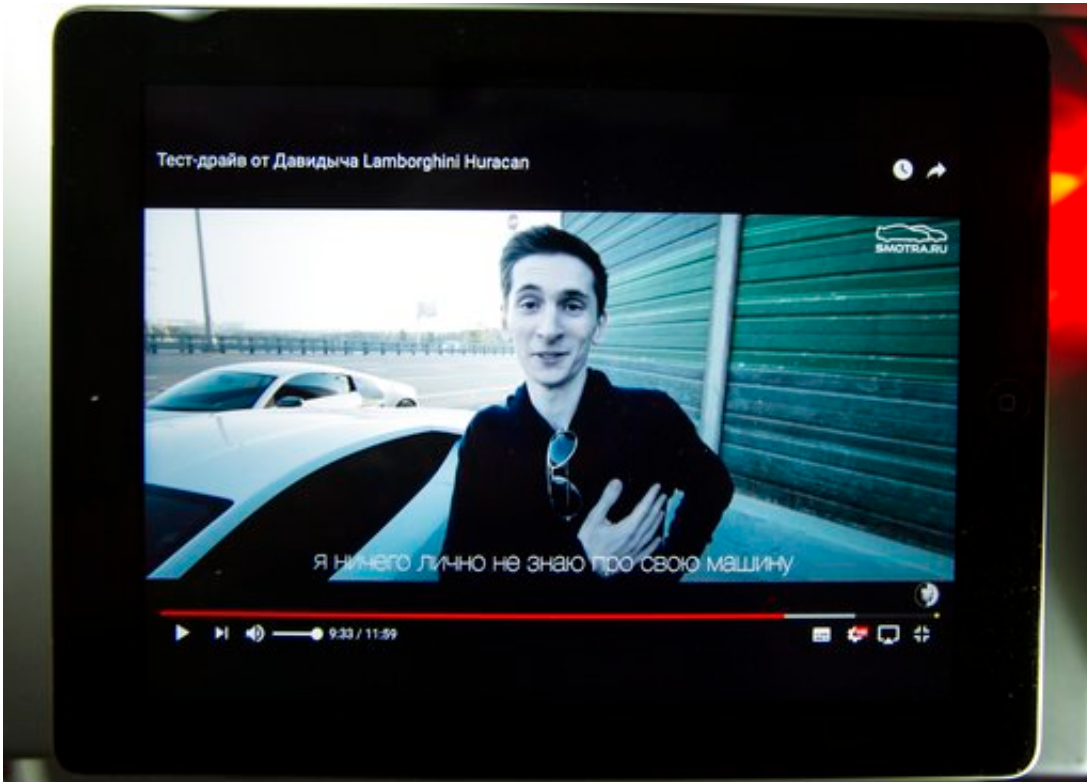 Тест-драйв от Давидыча Lamborghini Huracan
SMOTRA.RU
я ничего лично не знаю про свою машину
9:33 / 11:59